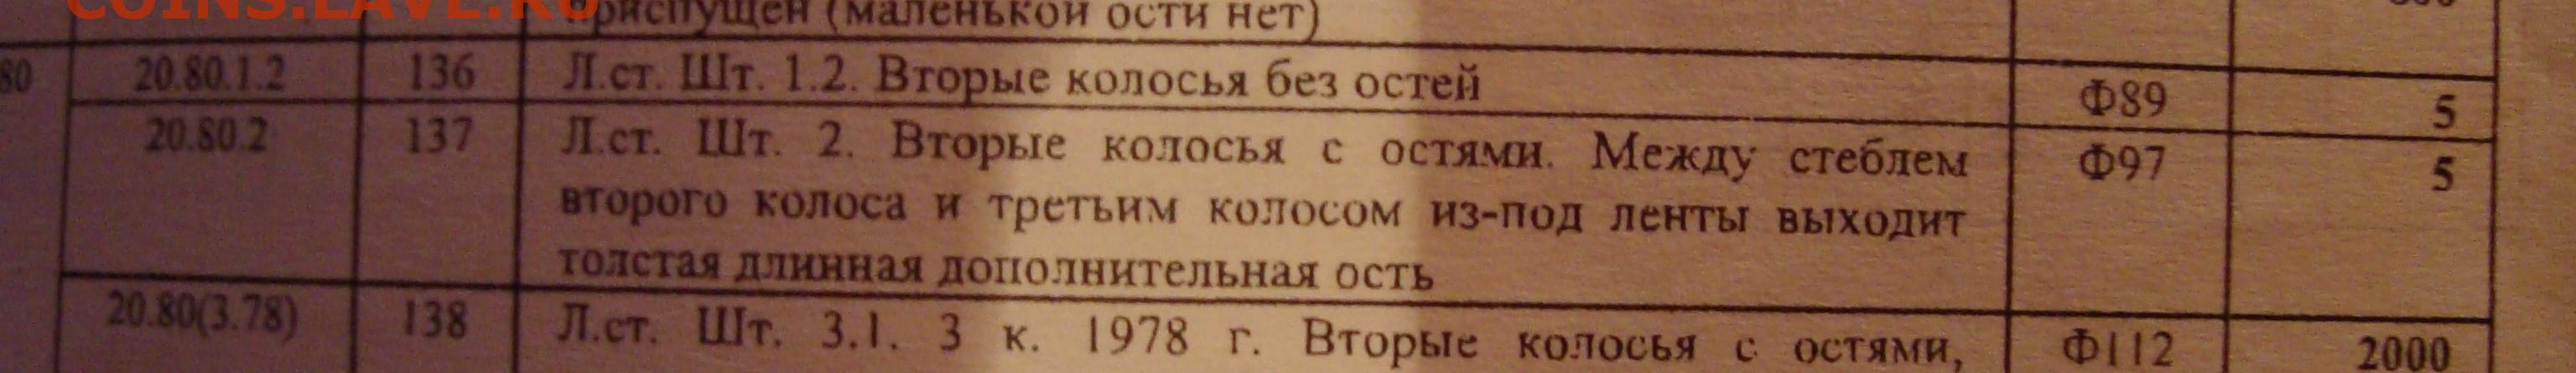 COINS.LAVE.RU
приспущен (маленькой ости нет)
80 20.80.1.2 136 Л.ст. Шт. 1.2. Вторые колосья без остей Ф89 5
20.80.2 137 Л.ст. Шт. 2. Вторые колосья с остями. Между стеблем Ф97 5
второго колоса и третьим колосом из-под ленты выходит
толстая длинная дополнительная ость
20.80(3.78) 138 Л.ст. Шт. 3.1. 3 к. 1978 г. Вторые колосья с остями, Ф112 2000